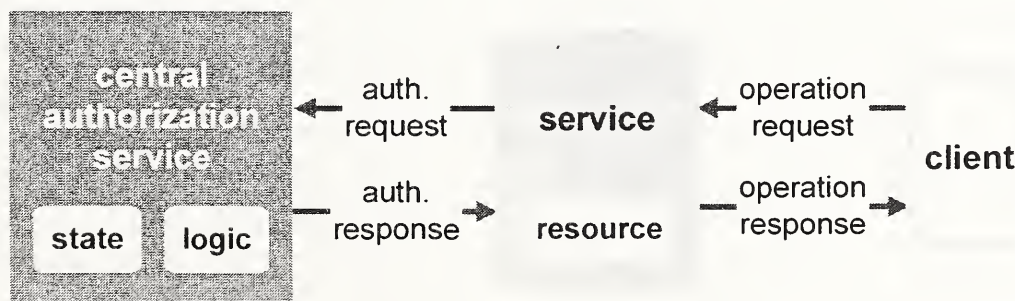 central
authorization
service
state
logic
auth.
request
auth.
response
service
resource
operation
request
operation
response
client